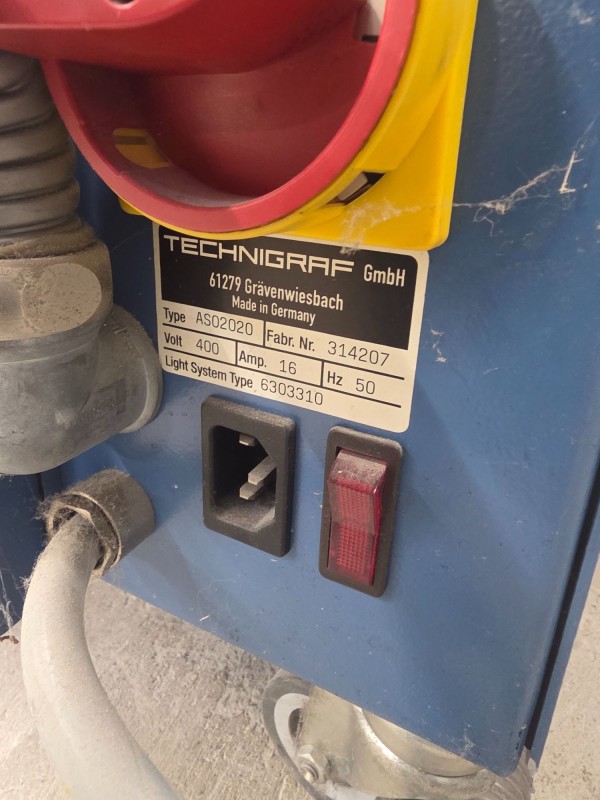 TECHNIGRAF GmbH
61279 Grävenwiesbach
Made in Germany
Type ASO2020 Fabr. Nr. 314207
Volt 400 Amp. 16 Hz 50
Light System Type 6303310